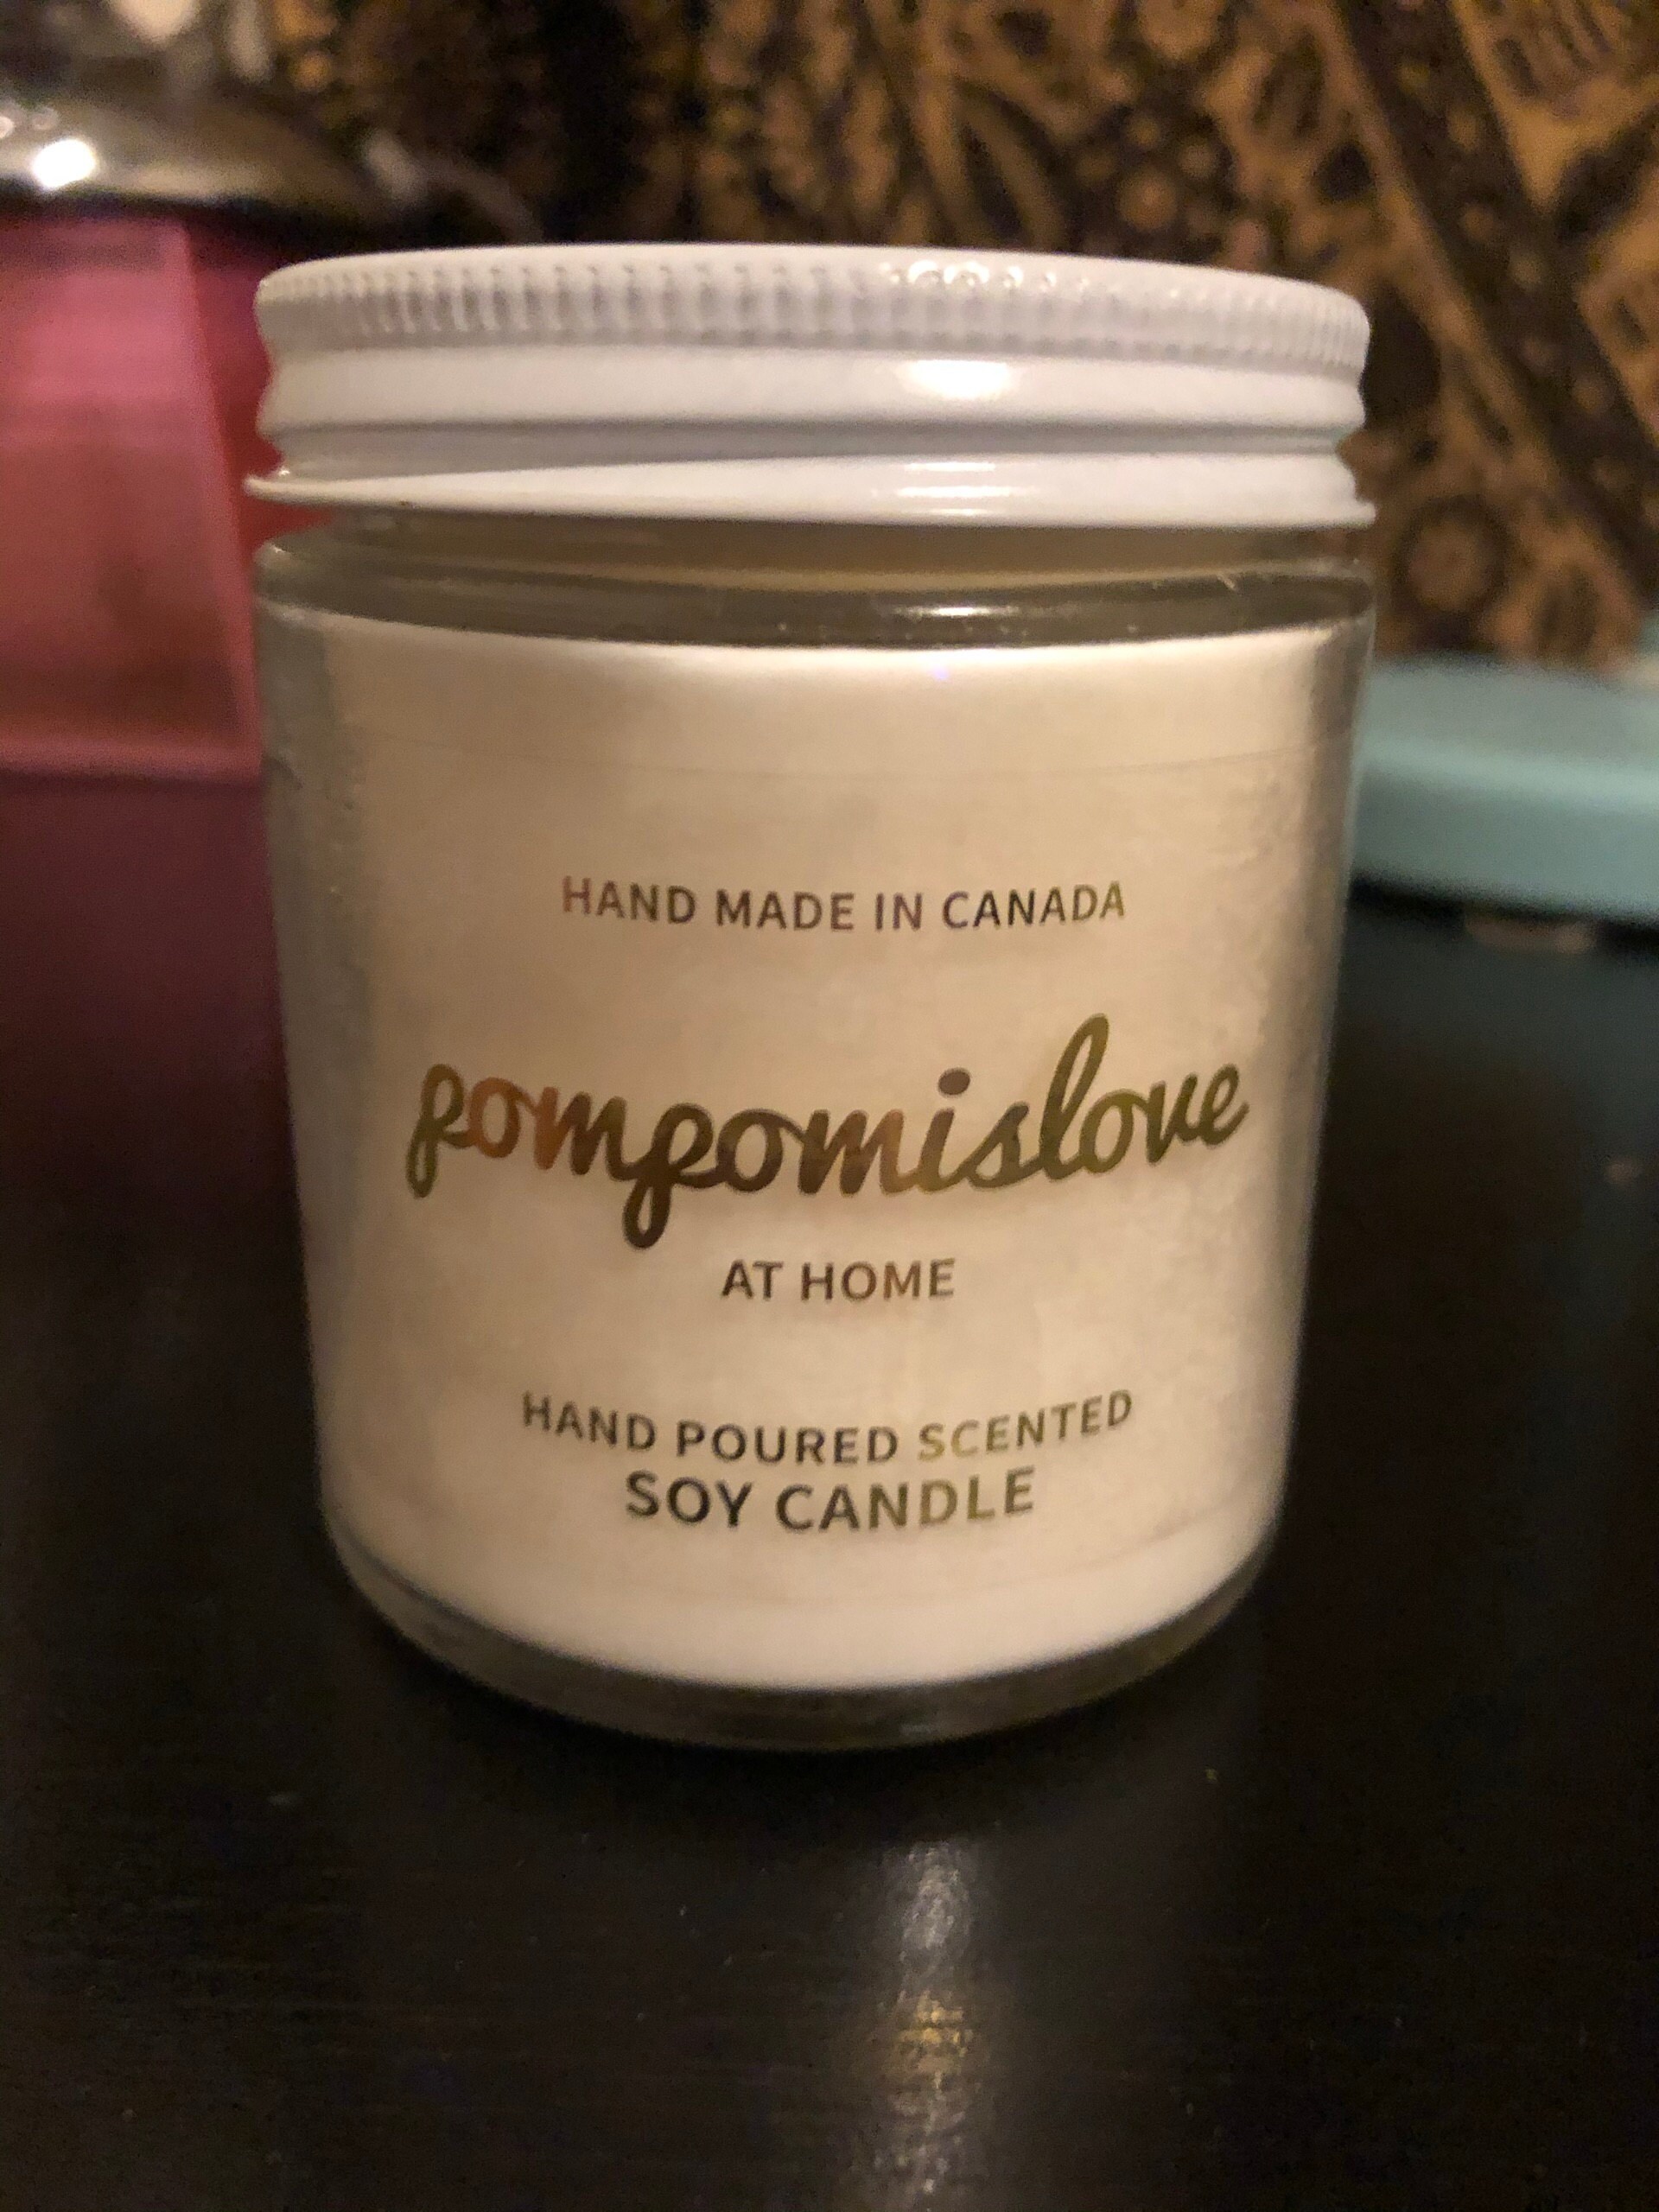 HAND MADE IN CANADA
pompomislove
AT HOME
HAND POURED SCENTED
SOY CANDLE